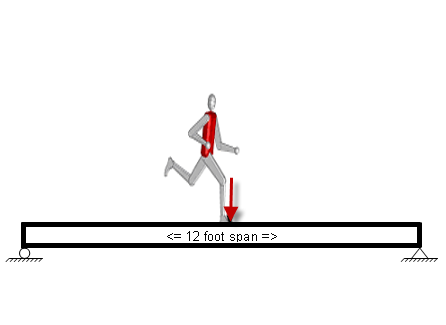 <= 12 foot span =>